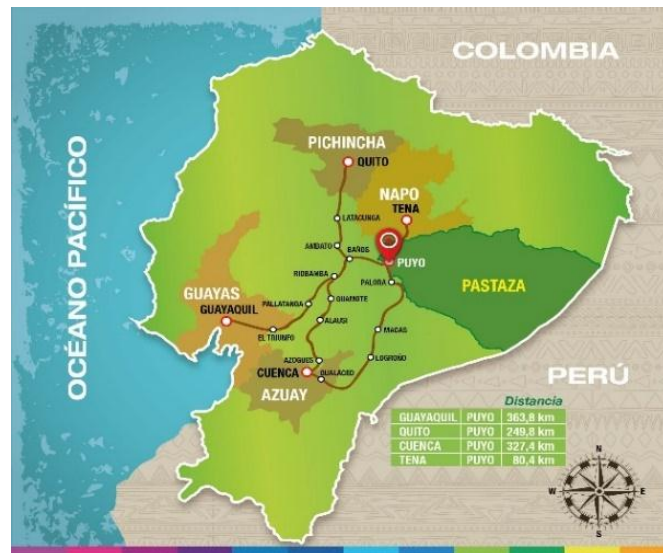 COLOMBIA
OCÉANO PACÍFICO
PICHINCHA
QUITO
NAPO
TENA
LATACUNGA
AMBATO
BAÑOS
PUYO
RIOBAMBA
PALORA
PASTAZA
GUAYAS
GUAYAQUIL
PALLATANGA
GUAMOTE
ALAUSI
EL TRIUNFO
MACAS
AZOGUES
LOGROÑO
CUENCA
GUALACEO
AZUAY
PERÚ
Distancia
GUAYAQUIL PUYO 363,8 km
QUITO PUYO 249,8 km
CUENCA PUYO 327,4 km
TENA PUYO 80,4 km
N
W E
S